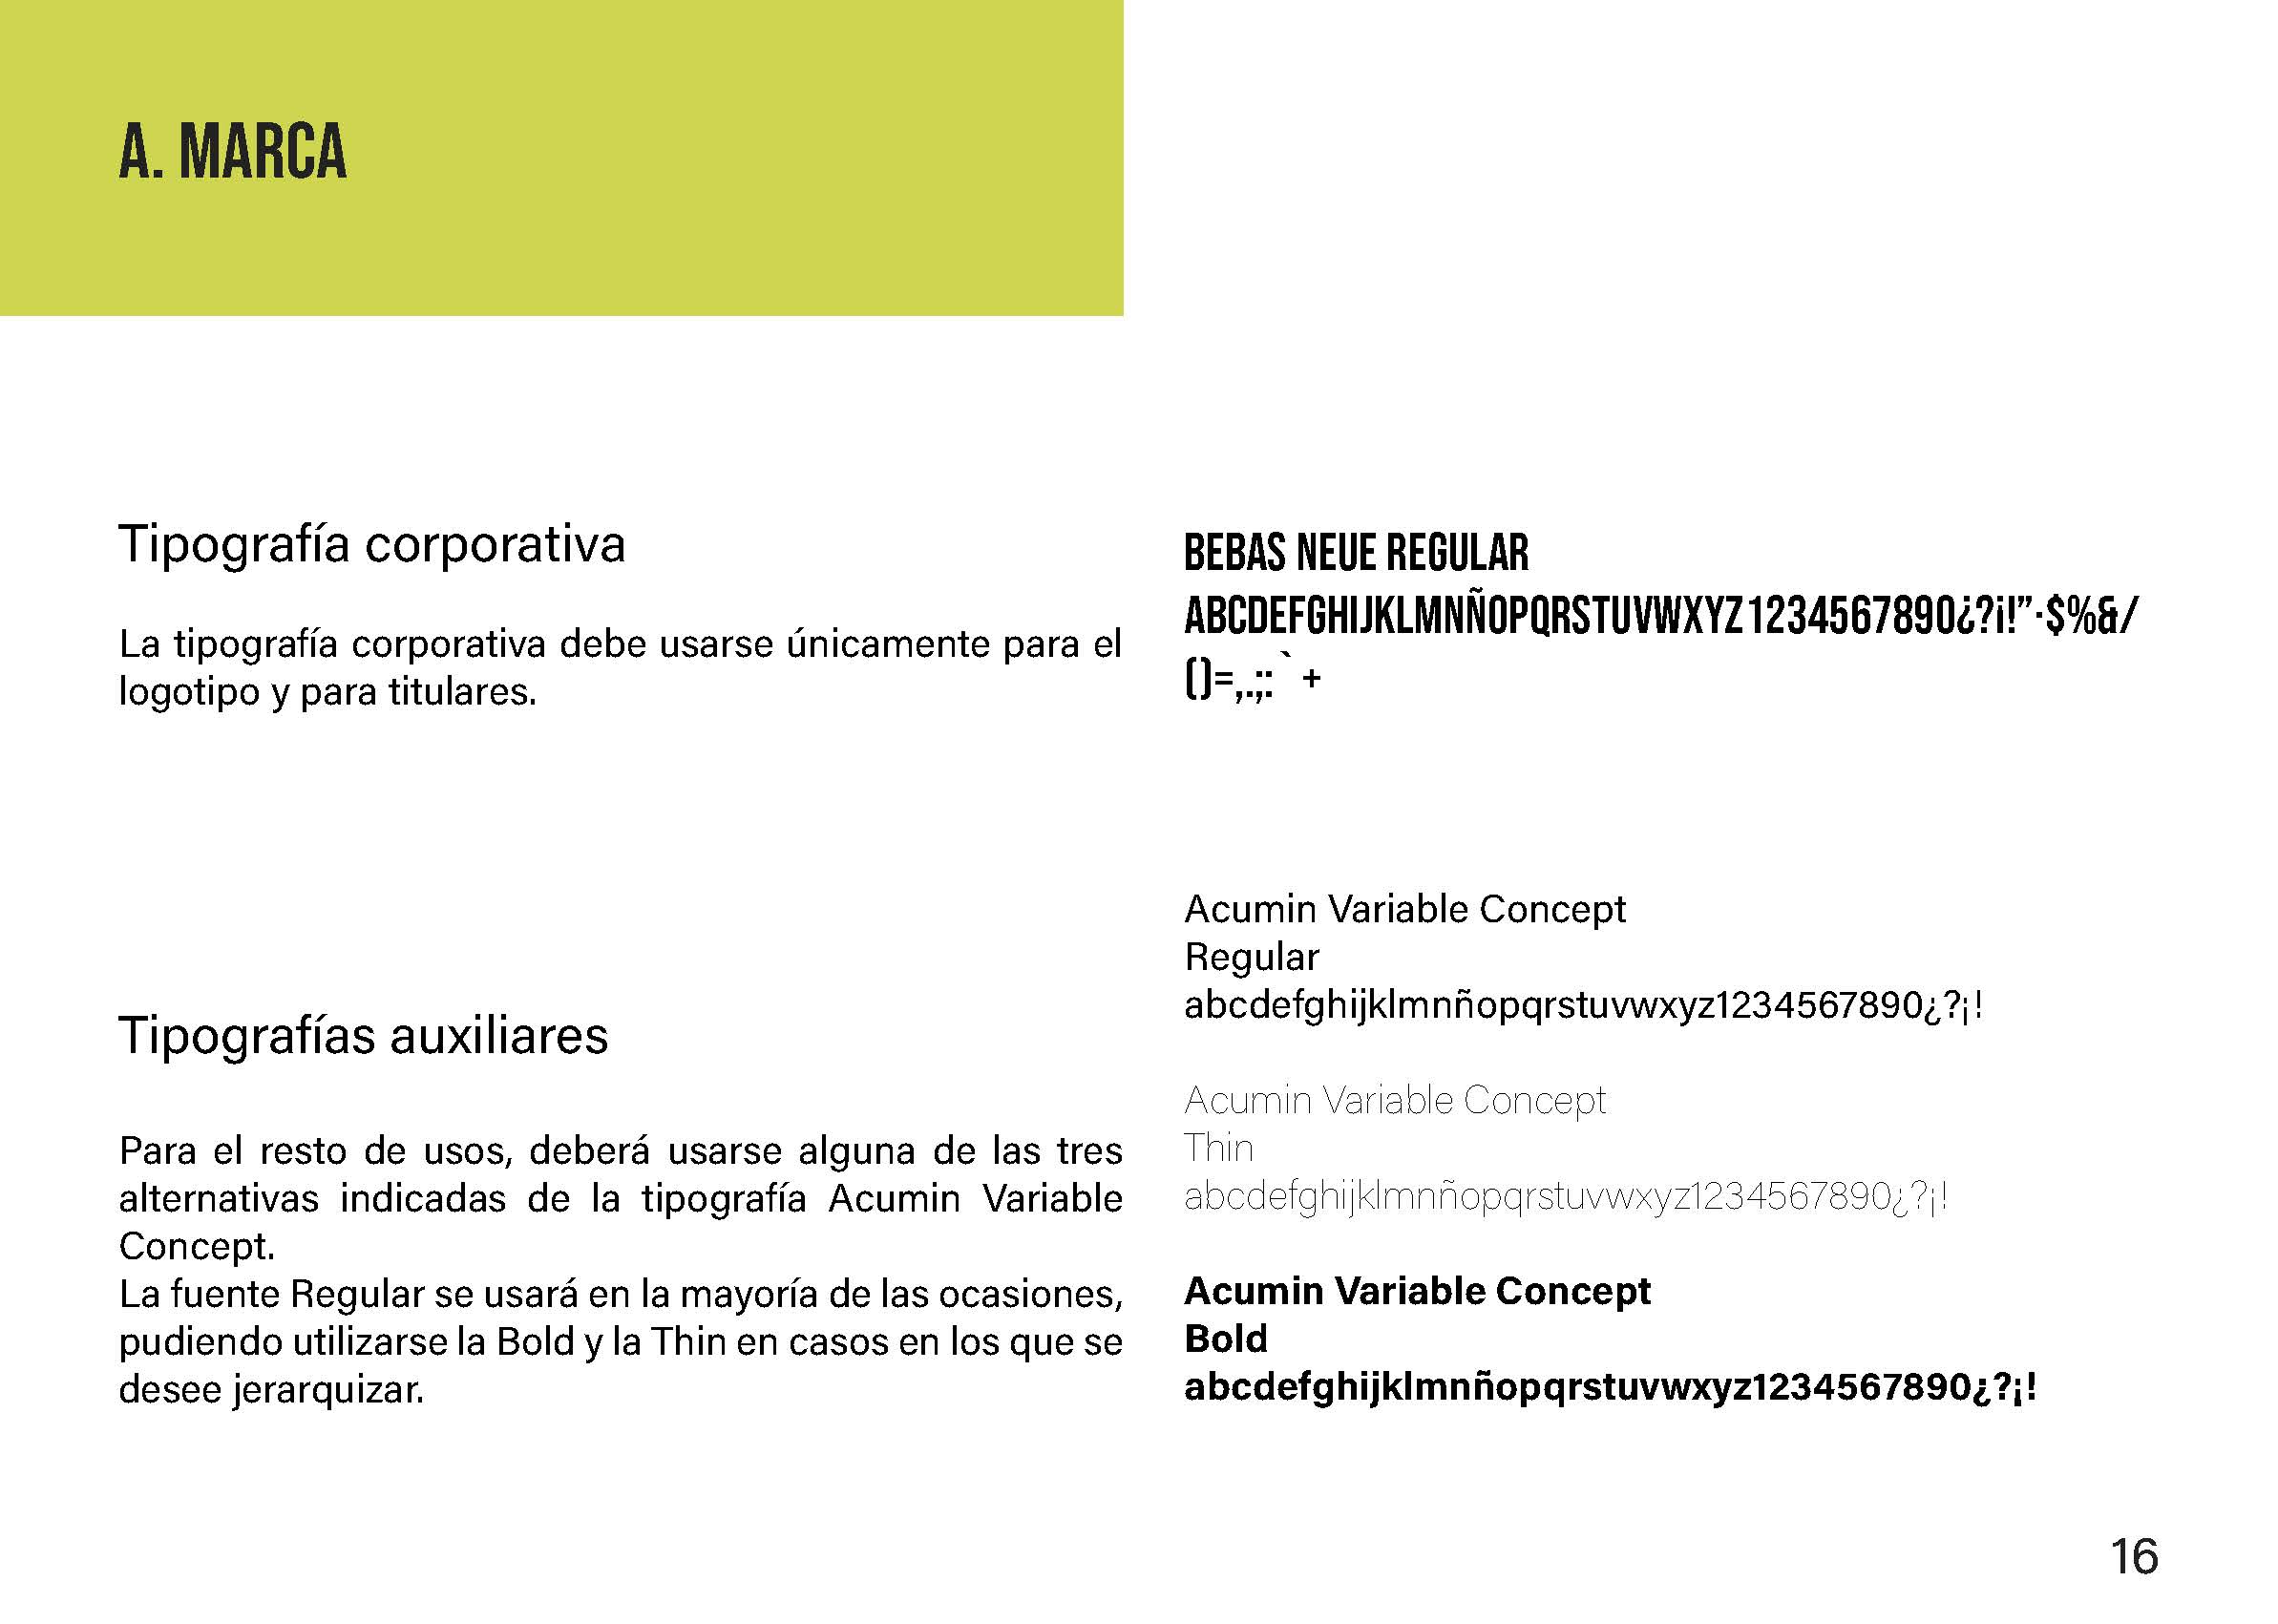 A. MARCA
Tipografía corporativa
La tipografía corporativa debe usarse únicamente para el
logotipo y para titulares.
BEBAS NEUE REGULAR
ABCDEFGHIJKLMNÑOPQRSTUVWXYZ1234567890¿?¡!”·$%&/
()=,.;:`+
Tipografías auxiliares
Para el resto de usos, deberá usarse alguna de las tres
alternativas indicadas de la tipografía Acumin Variable
Concept.
La fuente Regular se usará en la mayoría de las ocasiones,
pudiendo utilizarse la Bold y la Thin en casos en los que se
desee jerarquizar.
Acumin Variable Concept
Regular
abcdefghijklmnñopqrstuvwxyz1234567890¿?¡!
Acumin Variable Concept
Thin
abcdefghijklmnñopqrstuvwxyz1234567890¿?¡!
Acumin Variable Concept
Bold
abcdefghijklmnñopqrstuvwxyz1234567890¿?¡!
16